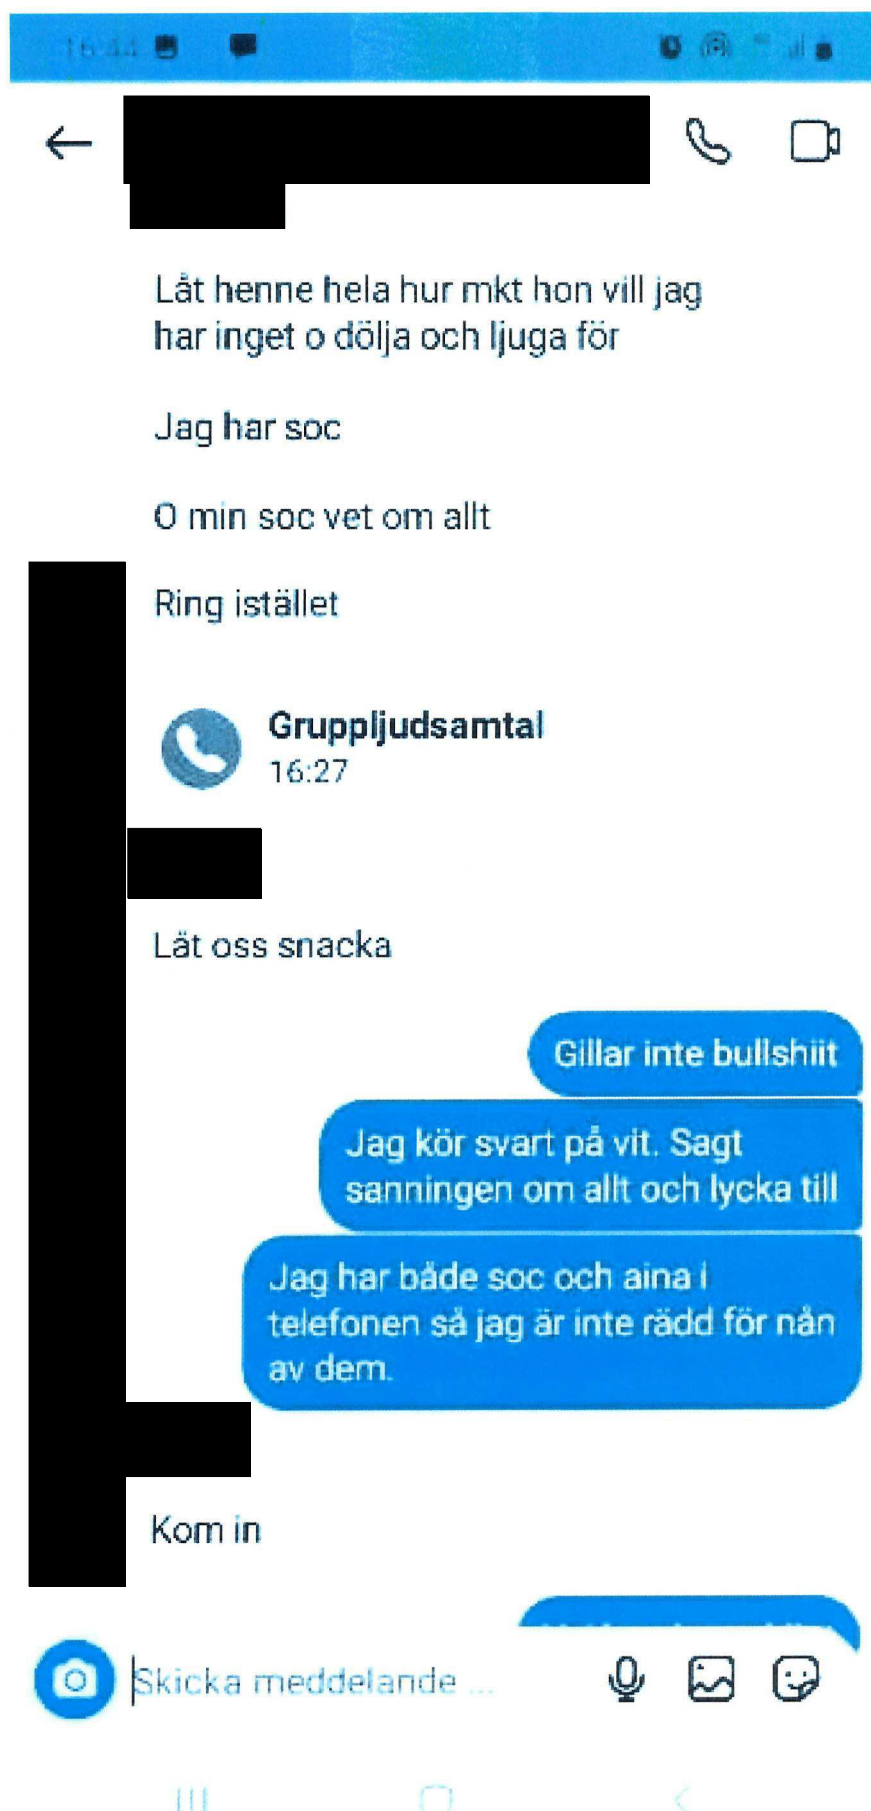 16:44
Låt henne hela hur mkt hon vill jag
har inget o dölja och ljuga för
Jag har soc
O min soc vet om allt
Ring istället
Gruppljudsamtal
16:27
Låt oss snacka
Gillar inte bullshiit
Jag kör svart på vit. Sagt
sanningen om allt och lycka till
Jag har både soc och aina i
telefonen så jag är inte rädd för nån
av dem.
Kom in
Skicka meddelande ...